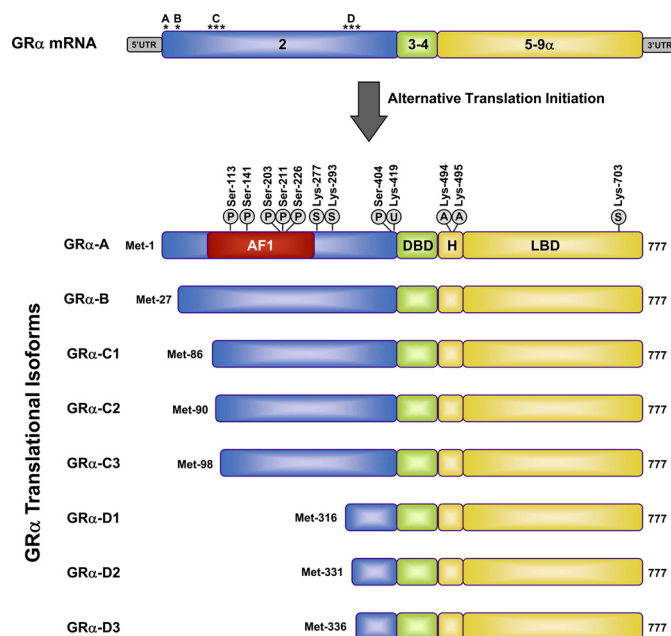 A B C D
* * *** ***
GRα mRNA 5'UTR 2 3-4 5-9α 3'UTR
Alternative Translation Initiation
Ser-113 Ser-141 Ser-203 Ser-211 Ser-226 Lys-277 Lys-293 Ser-404 Lys-419 Lys-494 Lys-495 Lys-703
P P P P P S S P U A A S
GRα-A Met-1 AF1 DBD H LBD 777
GRα-B Met-27 777
GRα-C1 Met-86 777
GRα-C2 Met-90 777
GRα-C3 Met-98 777
GRα-D1 Met-316 777
GRα-D2 Met-331 777
GRα-D3 Met-336 777
GRα Translational Isoforms